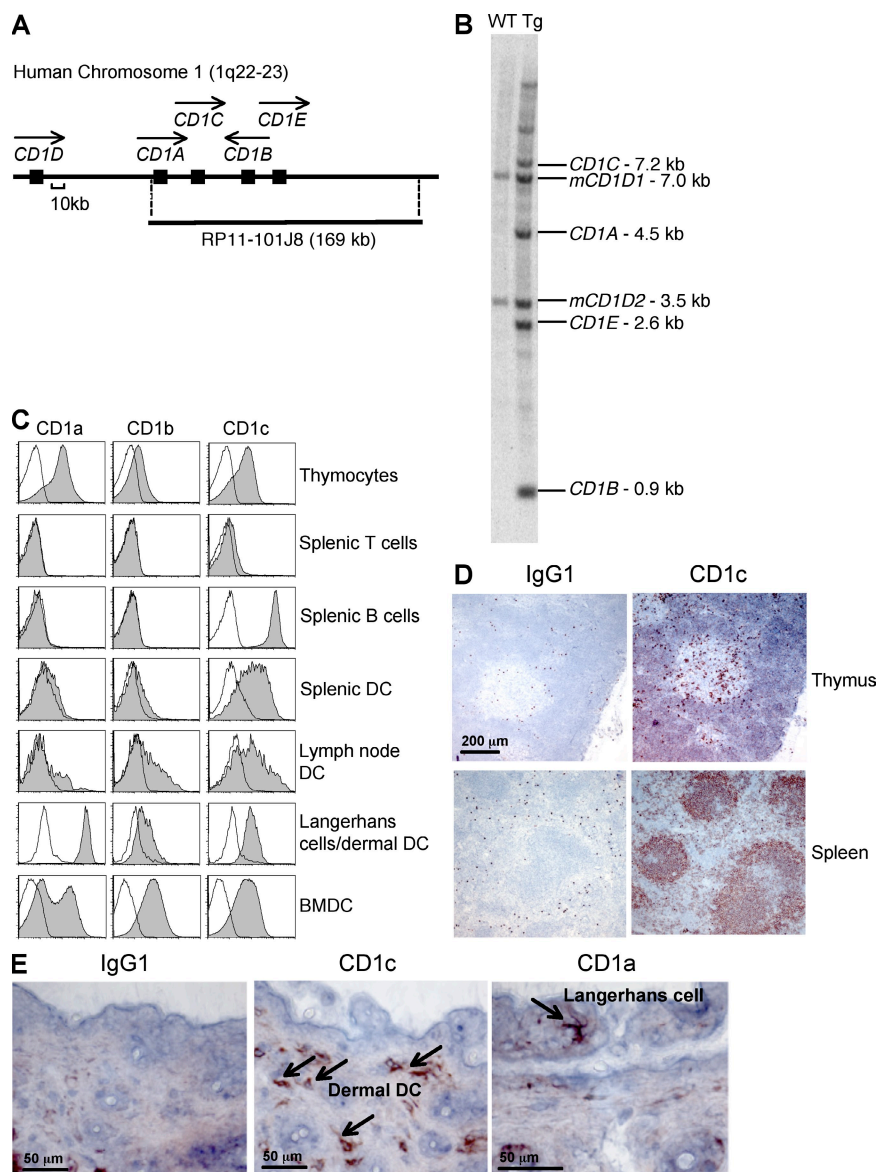 A
Human Chromosome 1 (1q22-23)
CD1C
CD1E
CD1D
CD1A
CD1B
10kb
RP11-101J8 (169 kb)
B
WT Tg
CD1C - 7.2 kb
mCD1D1 - 7.0 kb
CD1A - 4.5 kb
mCD1D2 - 3.5 kb
CD1E - 2.6 kb
CD1B - 0.9 kb
C
CD1a CD1b CD1c
Thymocytes
Splenic T cells
Splenic B cells
Splenic DC
Lymph node
DC
Langerhans
cells/dermal DC
BMDC
D
IgG1 CD1c
200 µm
Thymus
Spleen
E
IgG1 CD1c CD1a
Langerhans cell
Dermal DC
50 µm
50 µm
50 µm